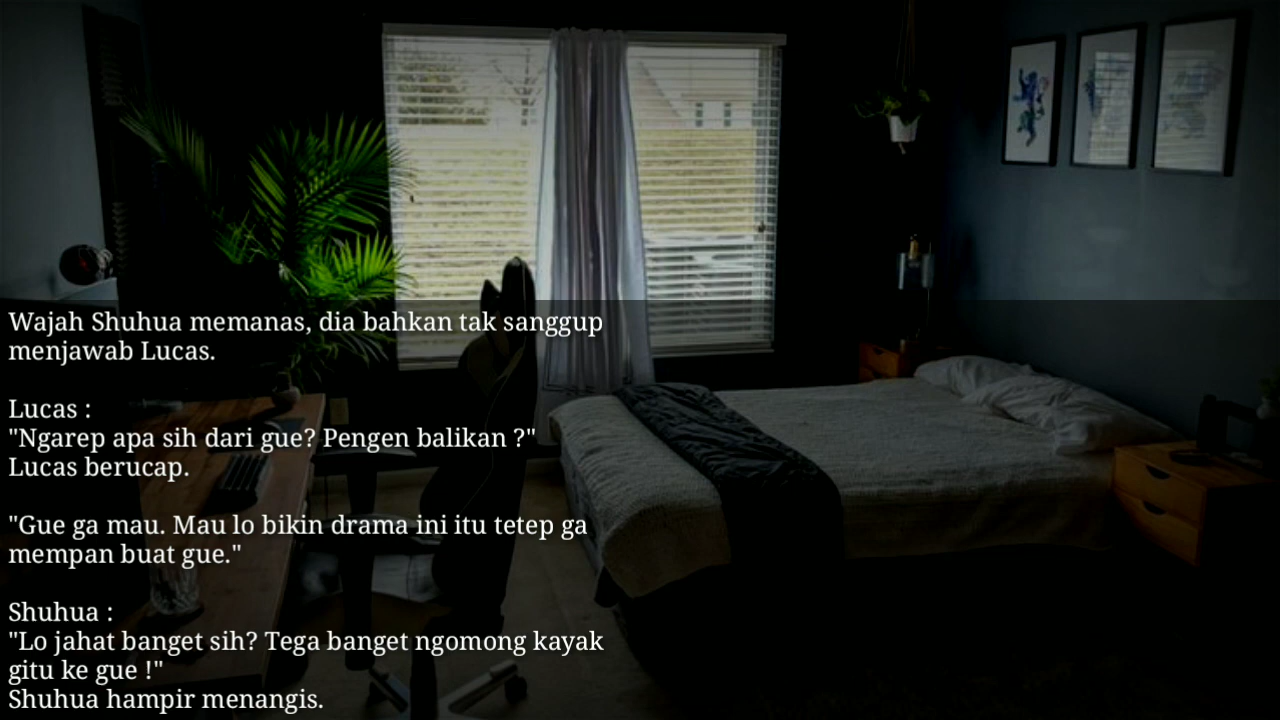 Wajah Shuhua memanas, dia bahkan tak sanggup
menjawab Lucas.
Lucas :
"Ngarep apa sih dari gue? Pengen balikan ?"
Lucas berucap.
"Gue ga mau. Mau lo bikin drama ini itu tetep ga
mempan buat gue."
Shuhua :
"Lo jahat banget sih? Tega banget ngomong kayak
gitu ke gue !"
Shuhua hampir menangis.